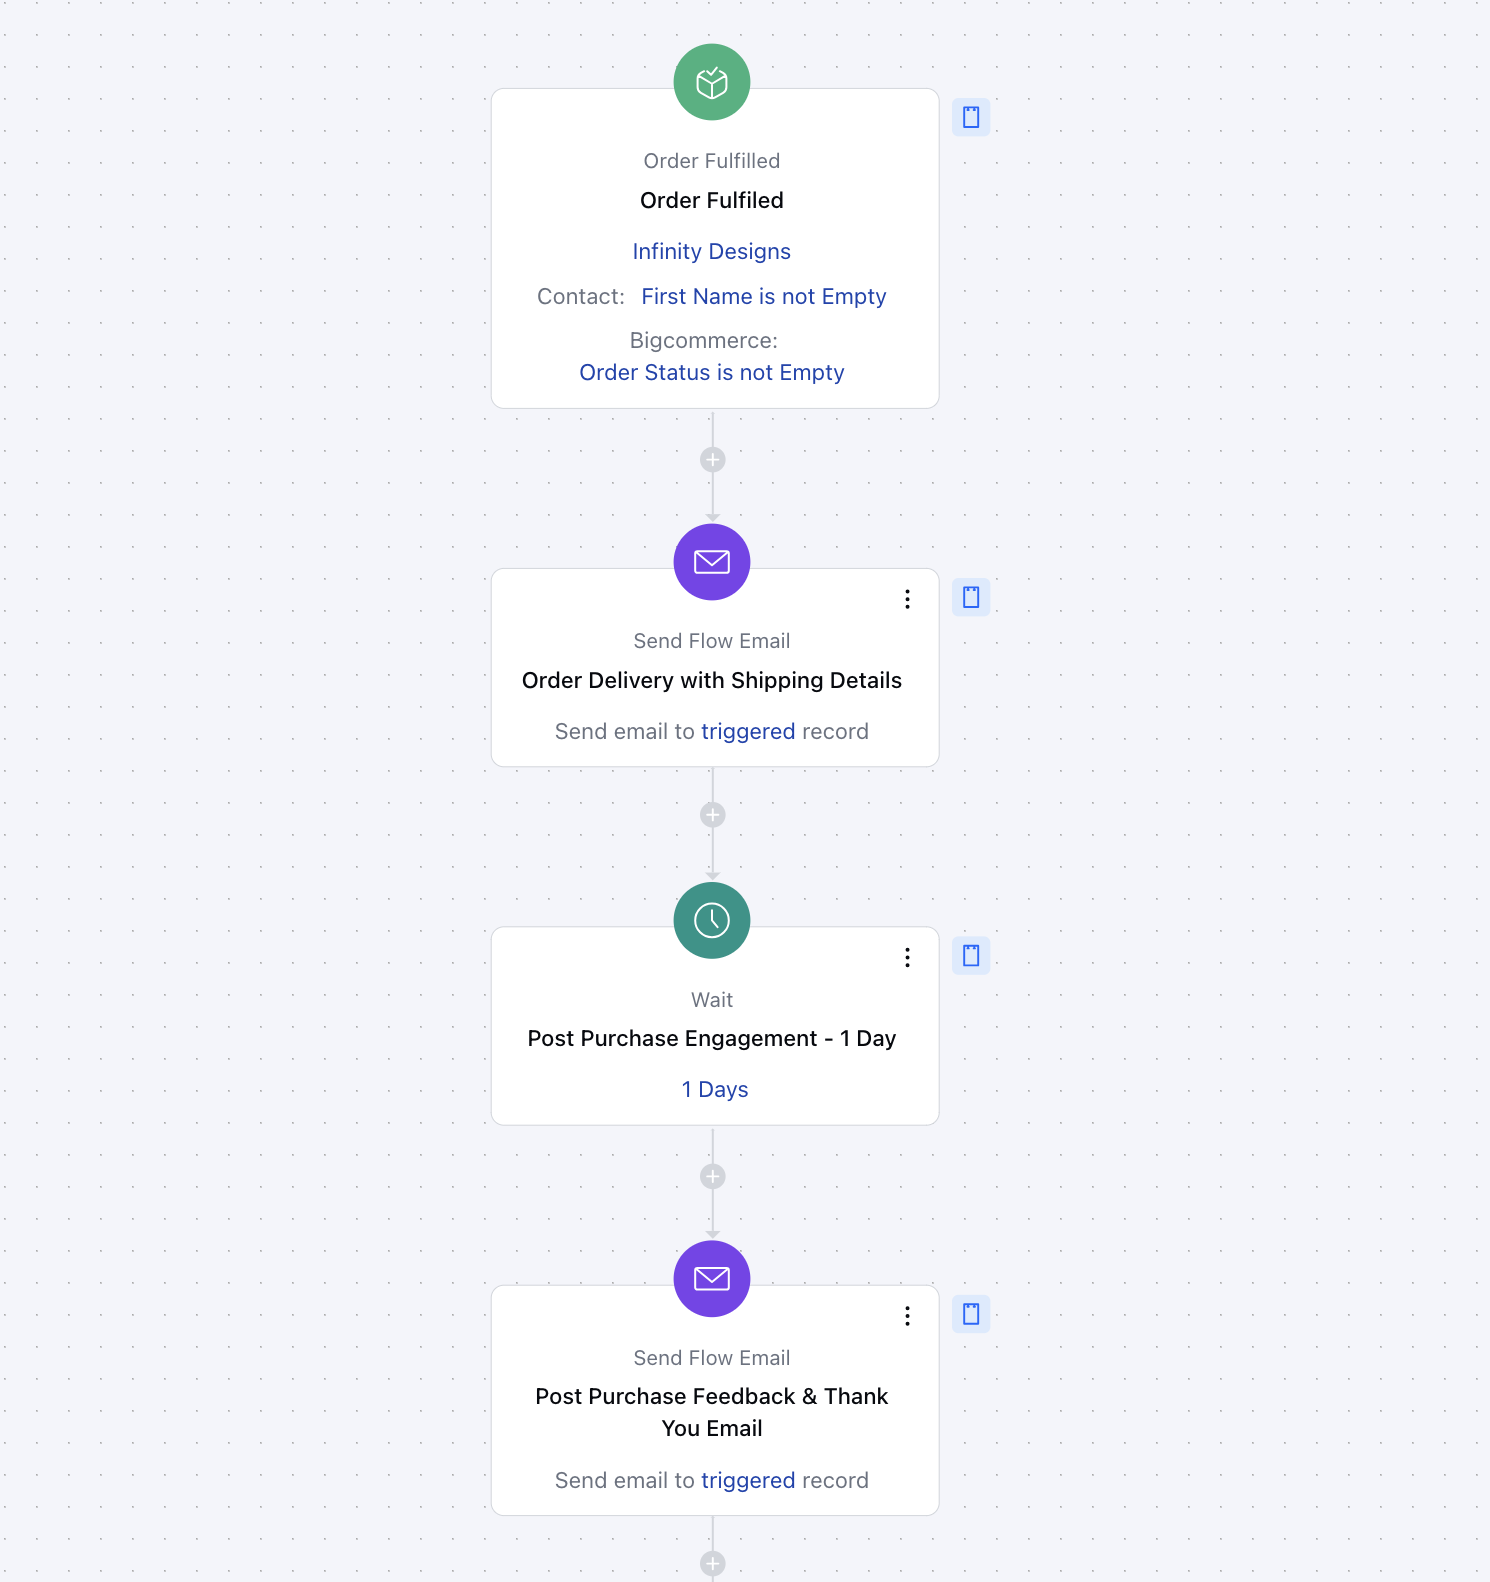 Order Fulfilled
Order Fulfiled
Infinity Designs
Contact: First Name is not Empty
Bigcommerce:
Order Status is not Empty
Send Flow Email
Order Delivery with Shipping Details
Send email to triggered record
Wait
Post Purchase Engagement - 1 Day
1 Days
Send Flow Email
Post Purchase Feedback & Thank
You Email
Send email to triggered record